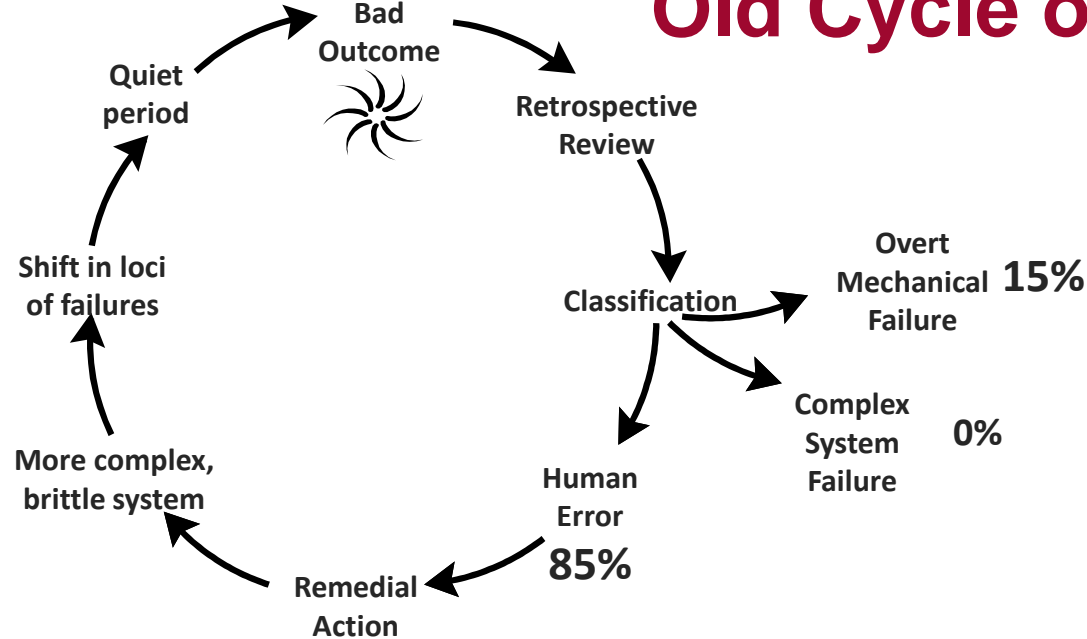 Old Cycle o
Bad
Outcome
Retrospective
Review
Classification
Overt
Mechanical 15%
Failure
Complex
System 0%
Failure
Human
Error
85%
Remedial
Action
More complex,
brittle system
Shift in loci
of failures
Quiet
period